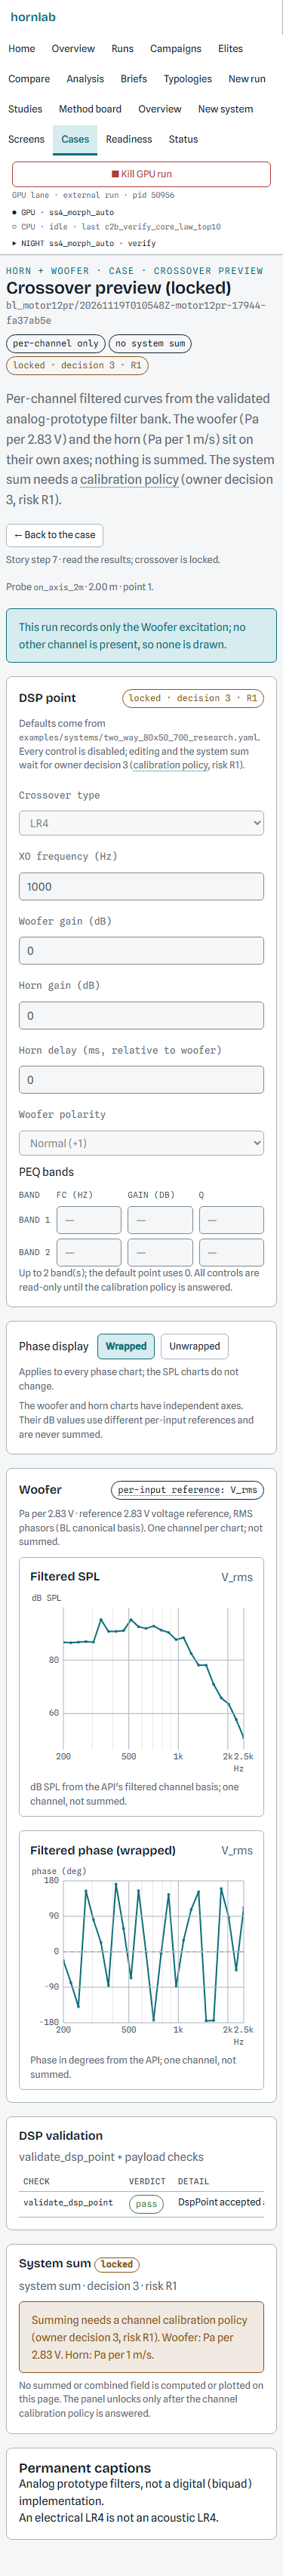 hornlab
Home Overview Runs Campaigns Elites
Compare Analysis Briefs Typologies New run
Studies Method board Overview New system
Screens Cases Readiness Status
Kill GPU run
GPU lane · external run · pid 50956
GPU · ss4_morph_auto
CPU · idle · last c2b_verify_core_law_top10
NIGHT ss4_morph_auto · verify
HORN + WOOFER · CASE · CROSSOVER PREVIEW
Crossover preview (locked)
bl_motor12pr/20261119T010548Z-motor12pr-17944-
fa37ab5e
per-channel only no system sum
locked · decision 3 · R1
Per-channel filtered curves from the validated
analog-prototype filter bank. The woofer (Pa
per 2.83 V) and the horn (Pa per 1 m/s) sit on
their own axes; nothing is summed. The system
sum needs a calibration policy (owner decision
3, risk R1).
← Back to the case
Story step 7 · read the results; crossover is locked.
Probe on_axis_2m · 2.00 m · point 1.
This run records only the Woofer excitation; no
other channel is present, so none is drawn.
DSP point locked · decision 3 · R1
Defaults come from
examples/systems/two_way_80x50_700_research.yaml.
Every control is disabled; editing and the system sum
wait for owner decision 3 (calibration policy, risk R1).
Crossover type
LR4
XO frequency (Hz)
1000
Woofer gain (dB)
0
Horn gain (dB)
0
Horn delay (ms, relative to woofer)
0
Woofer polarity
Normal (+1)
PEQ bands
BAND FC (HZ) GAIN (DB) Q
BAND 1 — — —
BAND 2 — — —
Up to 2 band(s); the default point uses 0. All controls are
read-only until the calibration policy is answered.
Phase display Wrapped Unwrapped
Applies to every phase chart; the SPL charts do not
change.
The woofer and horn charts have independent axes.
Their dB values use different per-input references and
are never summed.
Woofer per-input reference: V_rms
Pa per 2.83 V · reference 2.83 V voltage reference, RMS
phasors (BL canonical basis). One channel per chart; not
summed.
Filtered SPL V_rms
dB SPL
80
60
200 500 1k 2k 2.5k
Hz
dB SPL from the API's filtered channel basis; one
channel, not summed.
Filtered phase (wrapped) V_rms
phase (deg)
180
90
0
-90
-180
200 500 1k 2k 2.5k
Hz
Phase in degrees from the API; one channel, not
summed.
DSP validation
validate_dsp_point + payload checks
CHECK VERDICT DETAIL
validate_dsp_point pass DspPoint accepted
System sum locked
system sum · decision 3 · risk R1
Summing needs a channel calibration policy
(owner decision 3, risk R1). Woofer: Pa per
2.83 V. Horn: Pa per 1 m/s.
No summed or combined field is computed or plotted on
this page. The panel unlocks only after the channel
calibration policy is answered.
Permanent captions
Analog prototype filters, not a digital (biquad)
implementation.
An electrical LR4 is not an acoustic LR4.